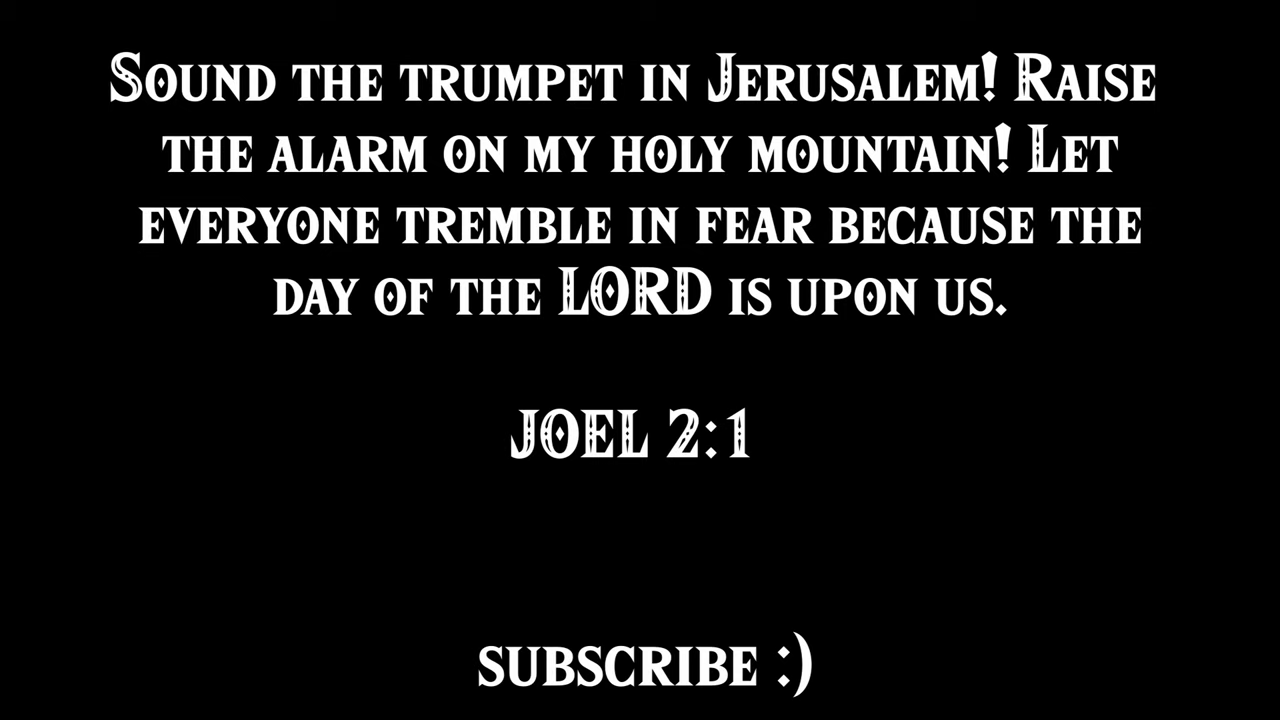 Sound the trumpet in Jerusalem! Raise
the alarm on my holy mountain! Let
everyone tremble in fear because the
day of the LORD is upon us.
JOEL 2:1
subscribe :)